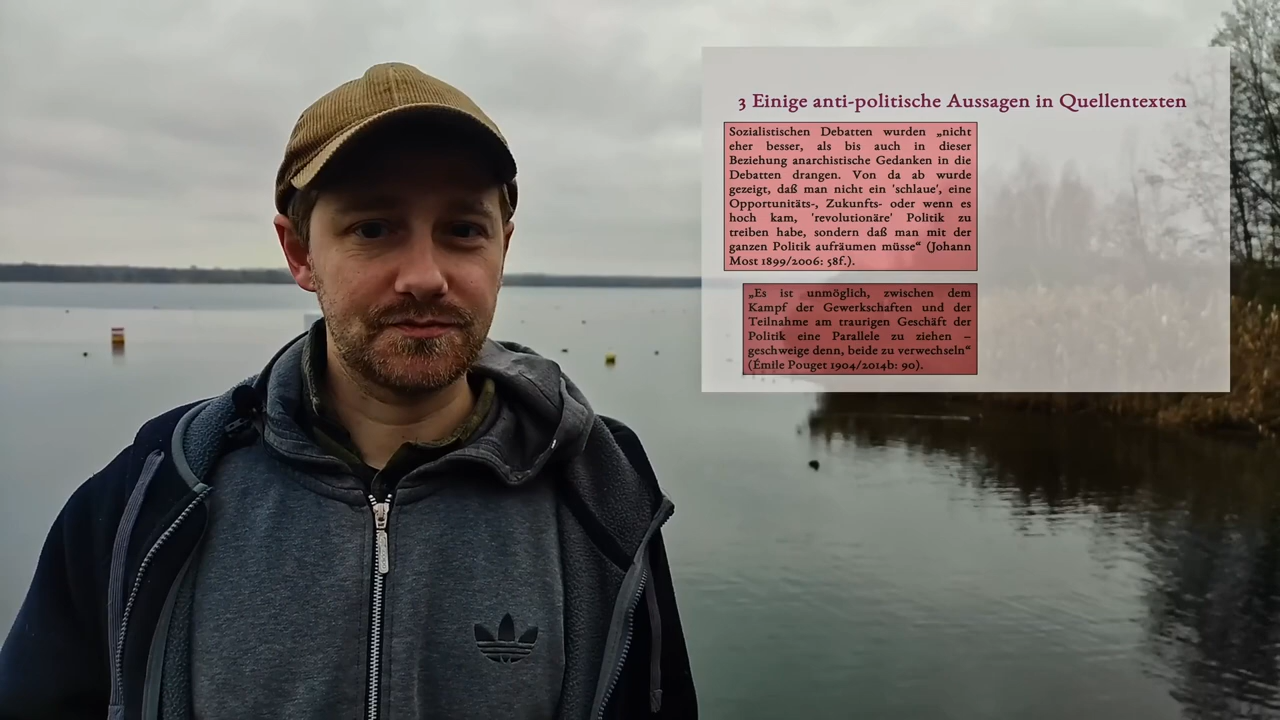 3 Einige anti-politische Aussagen in Quellentexten
Sozialistischen Debatten wurden „nicht
eher besser, als bis auch in dieser
Beziehung anarchistische Gedanken in die
Debatten drangen. Von da ab wurde
gezeigt, daß man nicht ein 'schlaue', eine
Opportunitäts-, Zukunfts- oder wenn es
hoch kam, 'revolutionäre' Politik zu
treiben habe, sondern daß man mit der
ganzen Politik aufräumen müsse“ (Johann
Most 1899/2006: 58f.).
„Es ist unmöglich, zwischen dem
Kampf der Gewerkschaften und der
Teilnahme am traurigen Geschäft der
Politik eine Parallele zu ziehen –
geschweige denn, beide zu verwechseln“
(Émile Pouget 1904/2014b: 90).